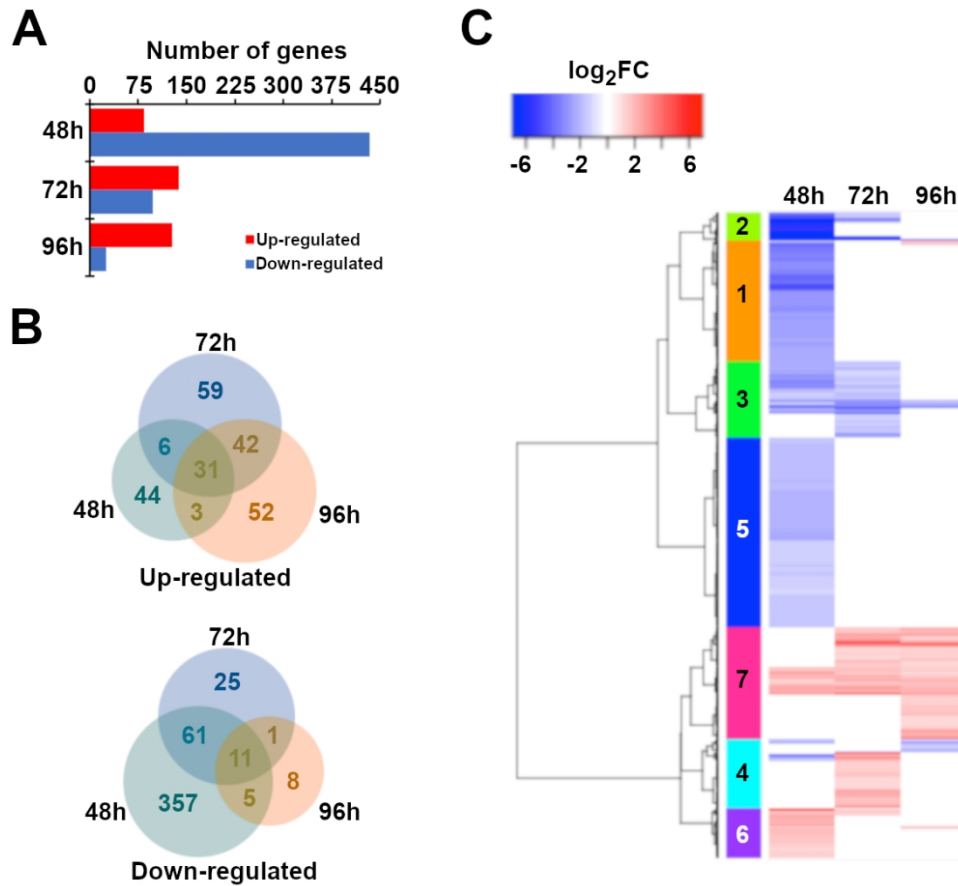 A
Number of genes
0 75 150 225 300 375 450
48h
72h
96h
Up-regulated
Down-regulated
B
72h
59
6
42
31
44
3
52
48h
96h
Up-regulated
72h
25
61
1
11
8
357
5
48h
96h
Down-regulated
C
log2FC
-6 -2 2 6
48h 72h 96h
2
1
3
5
7
4
6